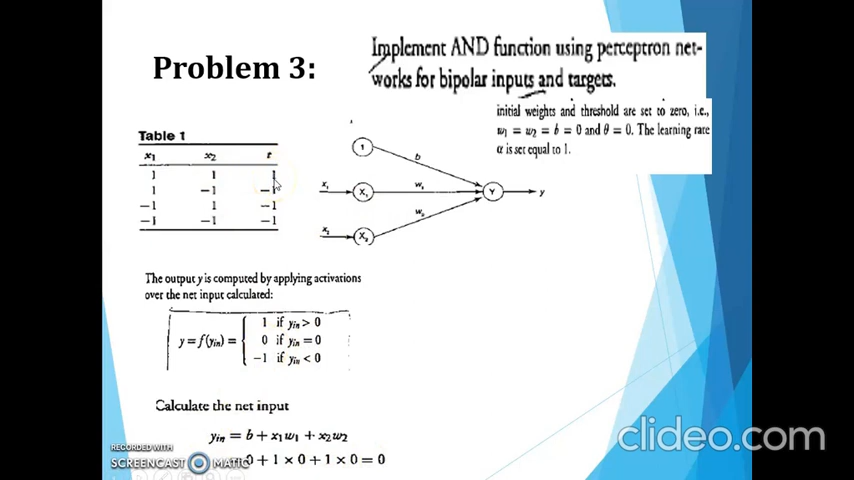 Problem 3:
Implement AND function using perceptron net-
works for bipolar inputs and targets.
initial weights and threshold are set to zero, i.e.,
w₁ = w₂ = b = 0 and θ = 0. The learning rate
α is set equal to 1.
Table 1
x₁ x₂ t
1 1 1
1 −1 −1
−1 1 −1
−1 −1 −1
1
b
x₁ X₁ w₁ Y y
w₂
x₂ X₂
The output y is computed by applying activations
over the net input calculated:
1 if yᵢₙ > 0
y = f(yᵢₙ) = { 0 if yᵢₙ = 0
−1 if yᵢₙ < 0
Calculate the net input
yᵢₙ = b + x₁w₁ + x₂w₂
0 + 1 × 0 + 1 × 0 = 0
RECORDED WITH
SCREENCAST MATIC
clideo.com